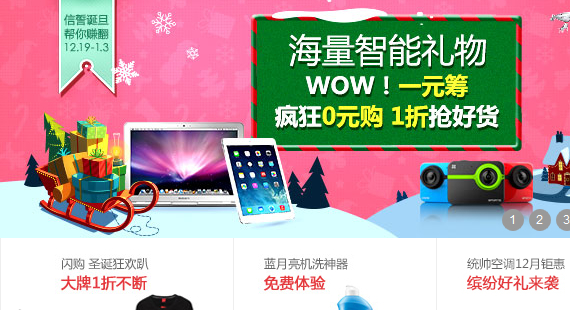 信誓诞旦
帮你赚翻
12.19-1.3
海量智能礼物
WOW！一元筹
疯狂0元购 1折抢好货
1 2 3
闪购 圣诞狂欢趴
大牌1折不断
蓝月亮机洗神器
免费体验
统帅空调12月钜惠
缤纷好礼来袭